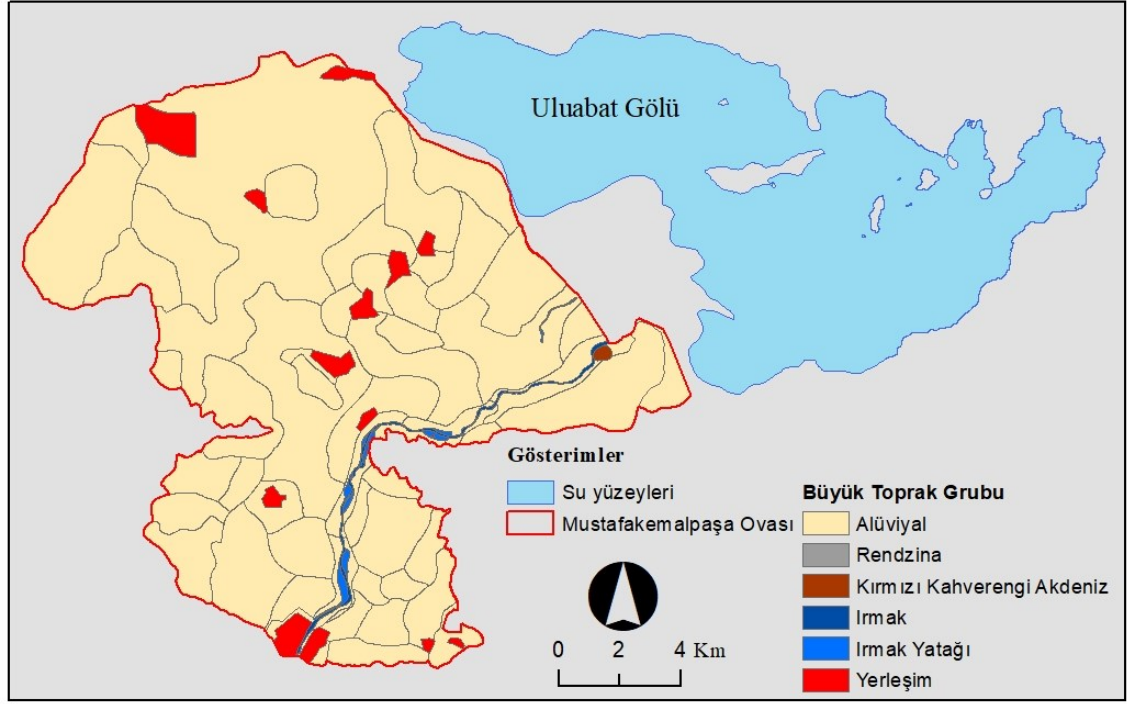 Uluabat Gölü
Gösterimler
Su yüzeyleri
Mustafakemalpaşa Ovası
0 2 4 Km
Büyük Toprak Grubu
Alüviyal
Rendzina
Kırmızı Kahverengi Akdeniz
Irmak
Irmak Yatağı
Yerleşim